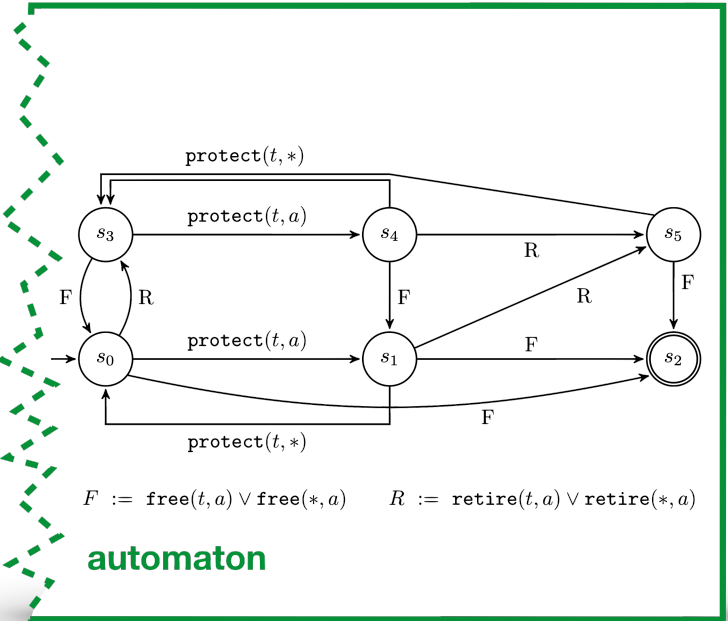 protect(t, ∗)
s₃
protect(t, a)
s₄
R
s₅
F
R
F
R
F
s₀
protect(t, a)
s₁
F
s₂
F
protect(t, ∗)
F := free(t, a) ∨ free(∗, a)
R := retire(t, a) ∨ retire(∗, a)
automaton